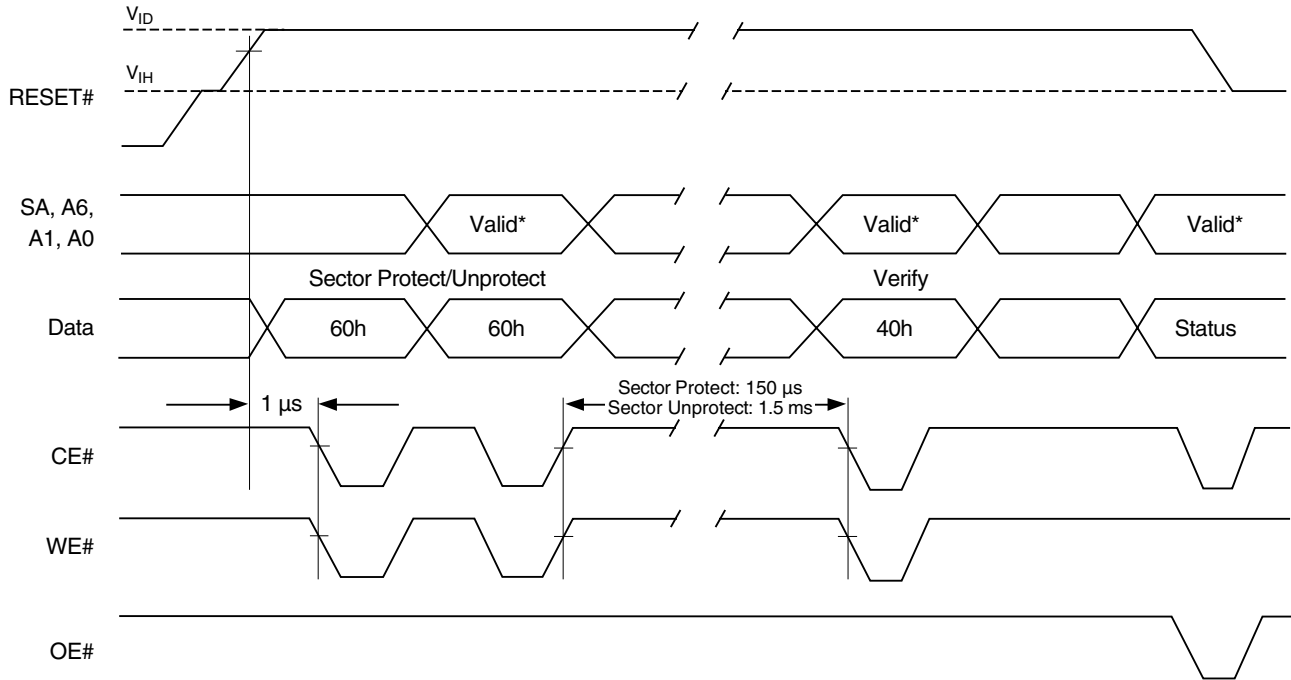 VID
VIH
RESET#
SA, A6,
A1, A0
Valid*
Valid*
Valid*
Sector Protect/Unprotect
Verify
Data
60h
60h
40h
Status
1 µs
Sector Protect: 150 µs
Sector Unprotect: 1.5 ms
CE#
WE#
OE#